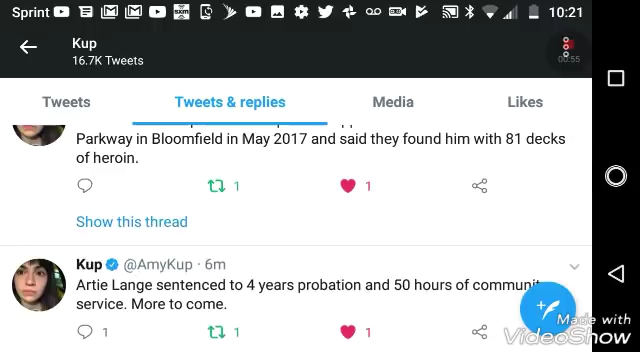 Sprint
10:21
Kup
16.7K Tweets
00:55
Tweets
Tweets & replies
Media
Likes
Parkway in Bloomfield in May 2017 and said they found him with 81 decks
of heroin.
1
1
Show this thread
Kup @AmyKup · 6m
Artie Lange sentenced to 4 years probation and 50 hours of community
service. More to come.
1
1
1
Made with
VideoShow